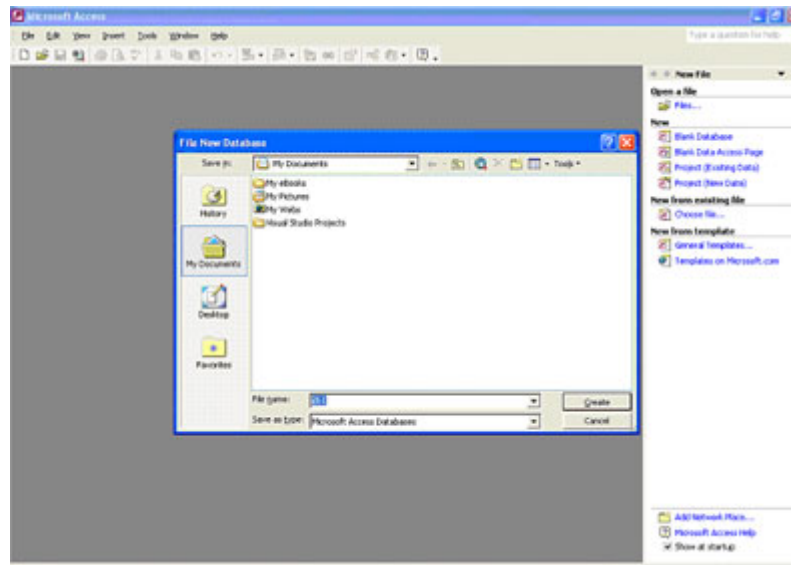 Microsoft Access
File Edit View Insert Tools Window Help
Type a question for help
New File
Open a file
Files...
New
Blank Database
Blank Data Access Page
Project (Existing Data)
Project (New Data)
New from existing file
Choose file...
New from template
General Templates...
Templates on Microsoft.com
File New Database
Save in:
My Documents
Tools
History
My Documents
Desktop
Favorites
My eBooks
My Pictures
My Webs
Visual Studio Projects
File name:
Create
Save as type:
Microsoft Access Databases
Cancel
Add Network Place...
Microsoft Access Help
Show at startup